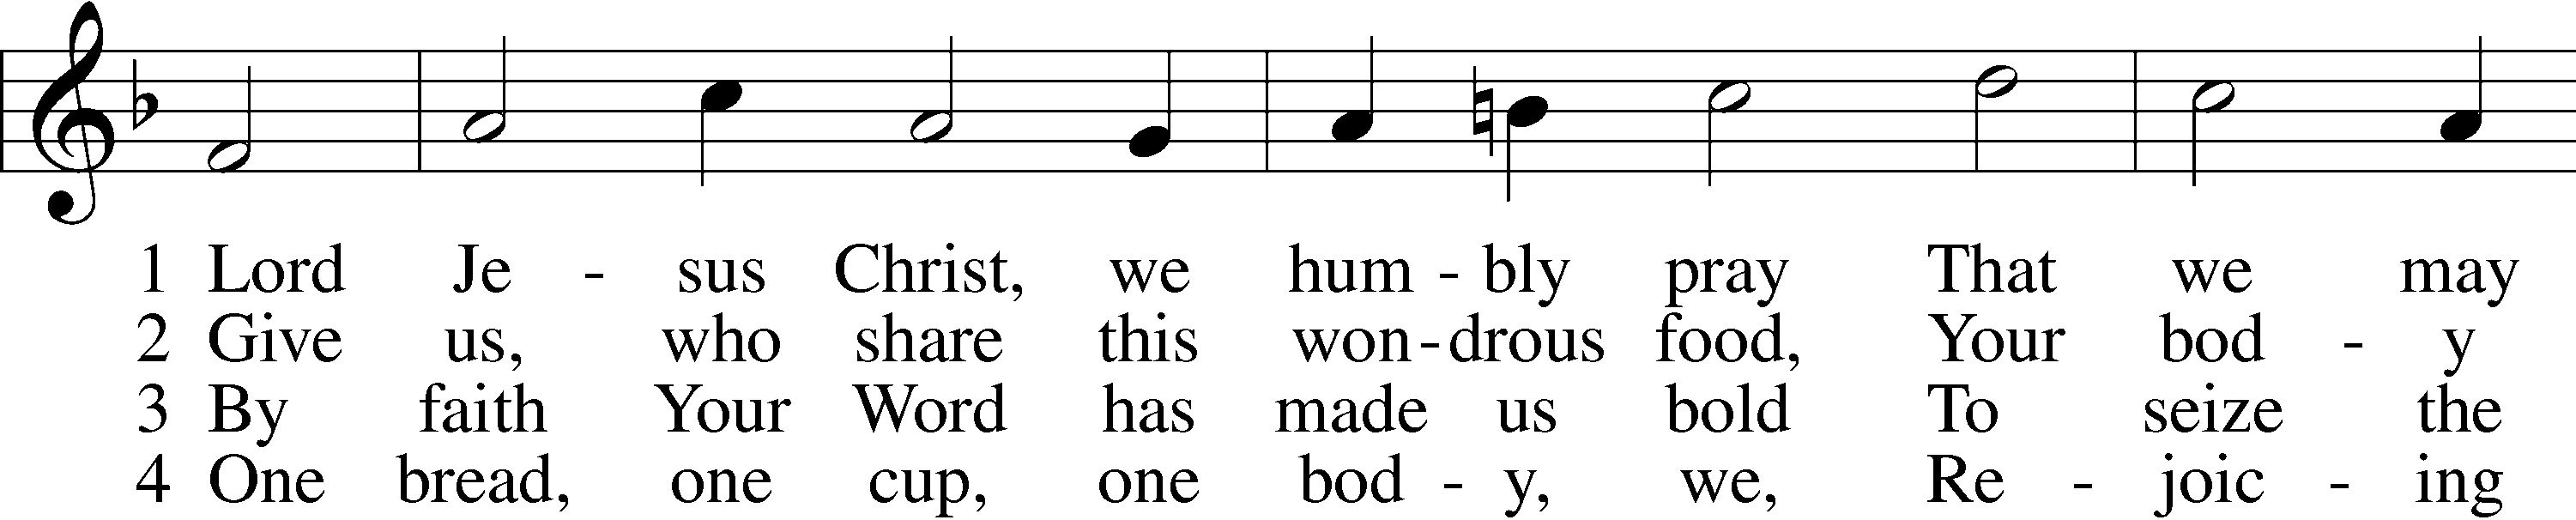 1 Lord Je - sus Christ, we hum - bly pray That we may
2 Give us, who share this won - drous food, Your bod - y
3 By faith Your Word has made us bold To seize the
4 One bread, one cup, one bod - y, we, Re - joic - ing